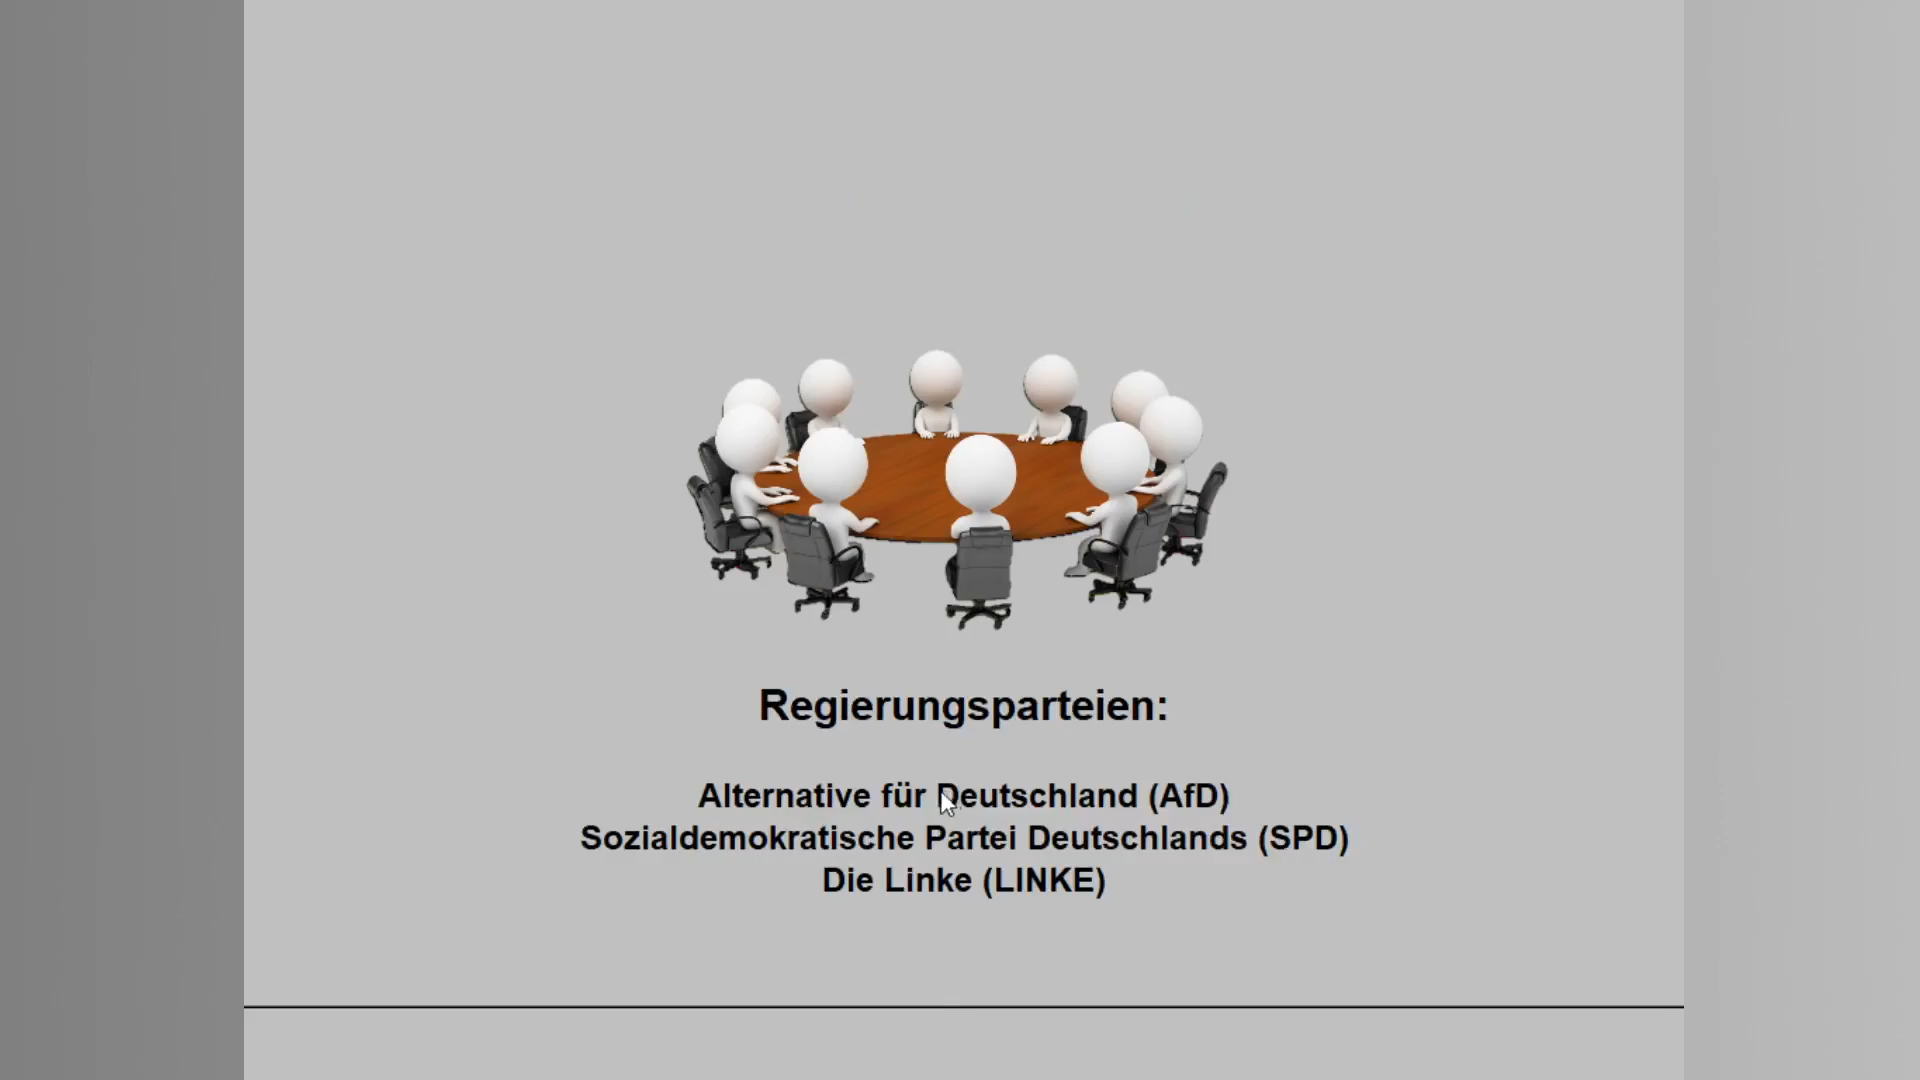 Regierungsparteien:
Alternative für Deutschland (AfD)
Sozialdemokratische Partei Deutschlands (SPD)
Die Linke (LINKE)